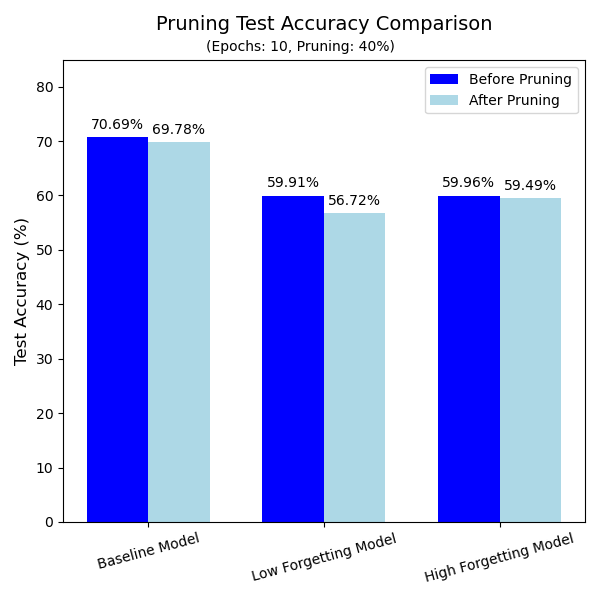 Pruning Test Accuracy Comparison
(Epochs: 10, Pruning: 40%)
Before Pruning
After Pruning
Test Accuracy (%)
80
70
60
50
40
30
20
10
0
70.69%
69.78%
59.91%
56.72%
59.96%
59.49%
Baseline Model
Low Forgetting Model
High Forgetting Model